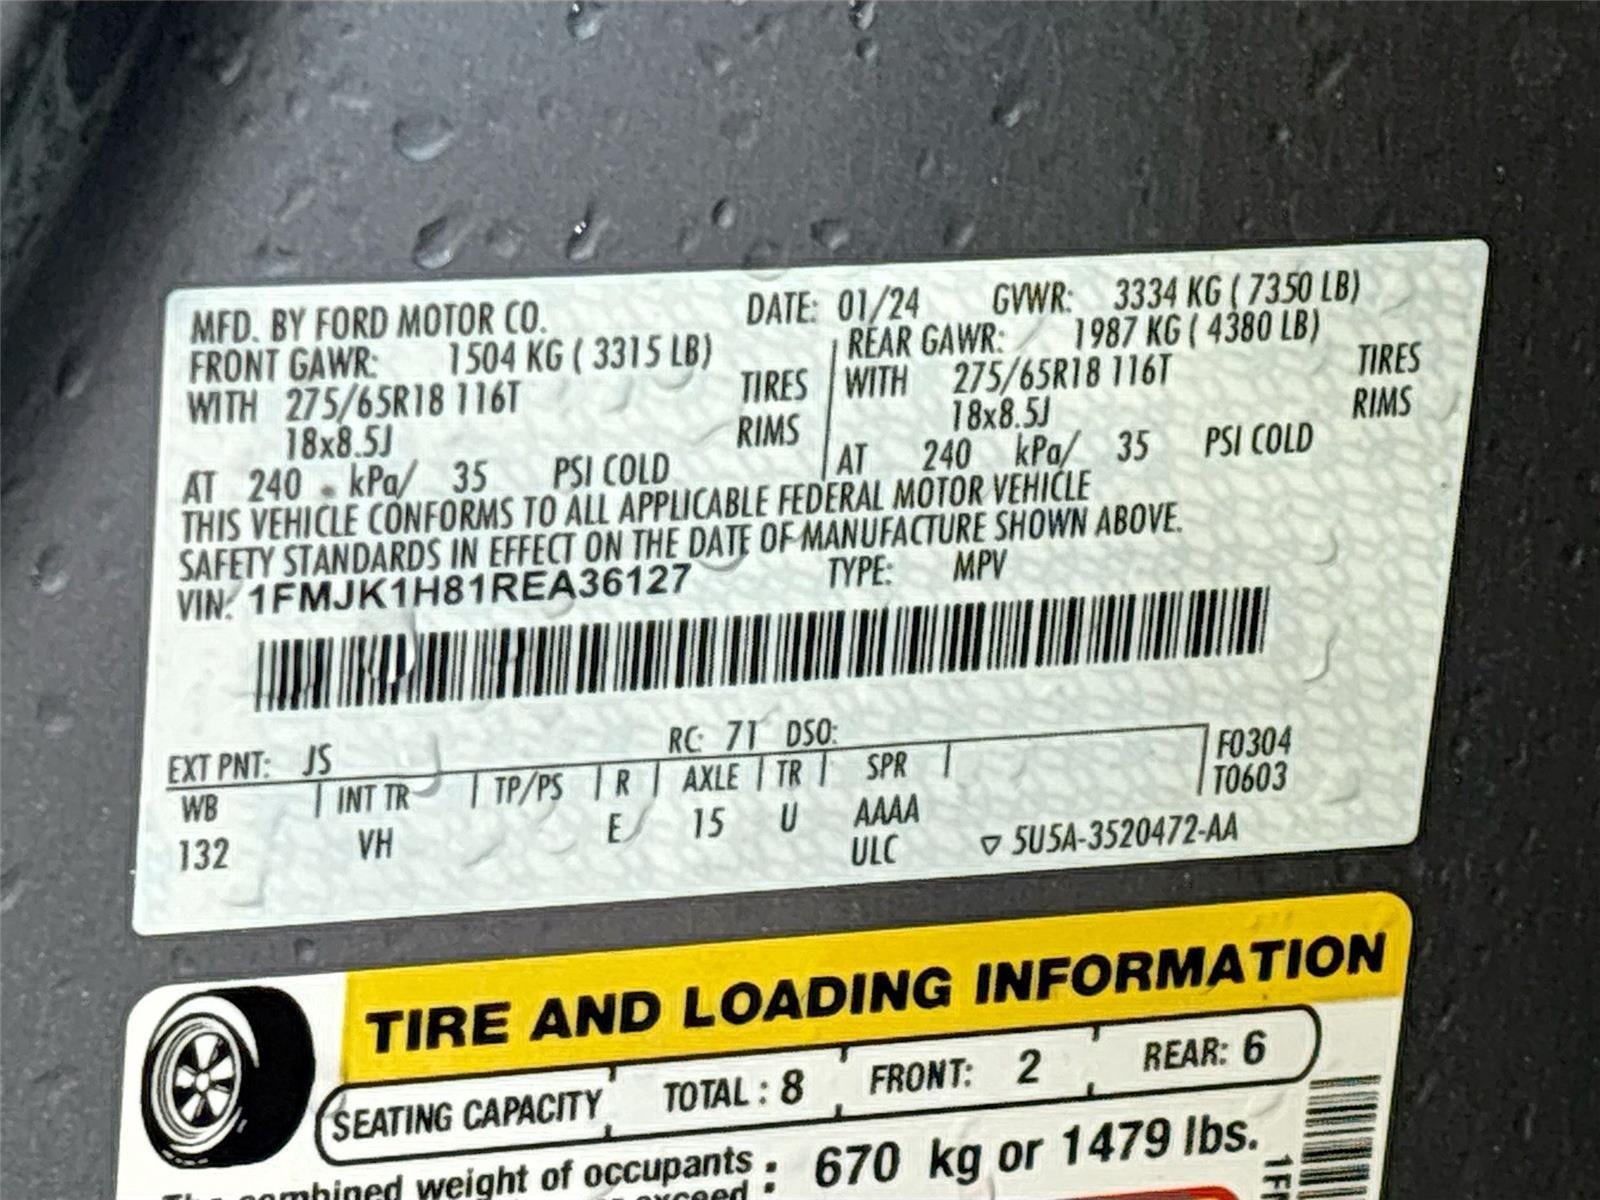 MFD. BY FORD MOTOR CO. DATE: 01/24 GVWR: 3334 KG ( 7350 LB)
FRONT GAWR: 1504 KG ( 3315 LB) REAR GAWR: 1987 KG ( 4380 LB)
WITH 275/65R18 116T TIRES WITH 275/65R18 116T TIRES
18x8.5J RIMS 18x8.5J RIMS
AT 240 kPa/ 35 PSI COLD AT 240 kPa/ 35 PSI COLD
THIS VEHICLE CONFORMS TO ALL APPLICABLE FEDERAL MOTOR VEHICLE
SAFETY STANDARDS IN EFFECT ON THE DATE OF MANUFACTURE SHOWN ABOVE.
VIN: 1FMJK1H81REA36127 TYPE: MPV
EXT PNT: JS RC: 71 DSO: F0304
WB INT TR TP/PS R AXLE TR SPR T0603
132 VH E 15 U AAAA
ULC ▽ 5U5A-3520472-AA
TIRE AND LOADING INFORMATION
SEATING CAPACITY TOTAL : 8 FRONT: 2 REAR: 6
The combined weight of occupants : 670 kg or 1479 lbs.
exceed